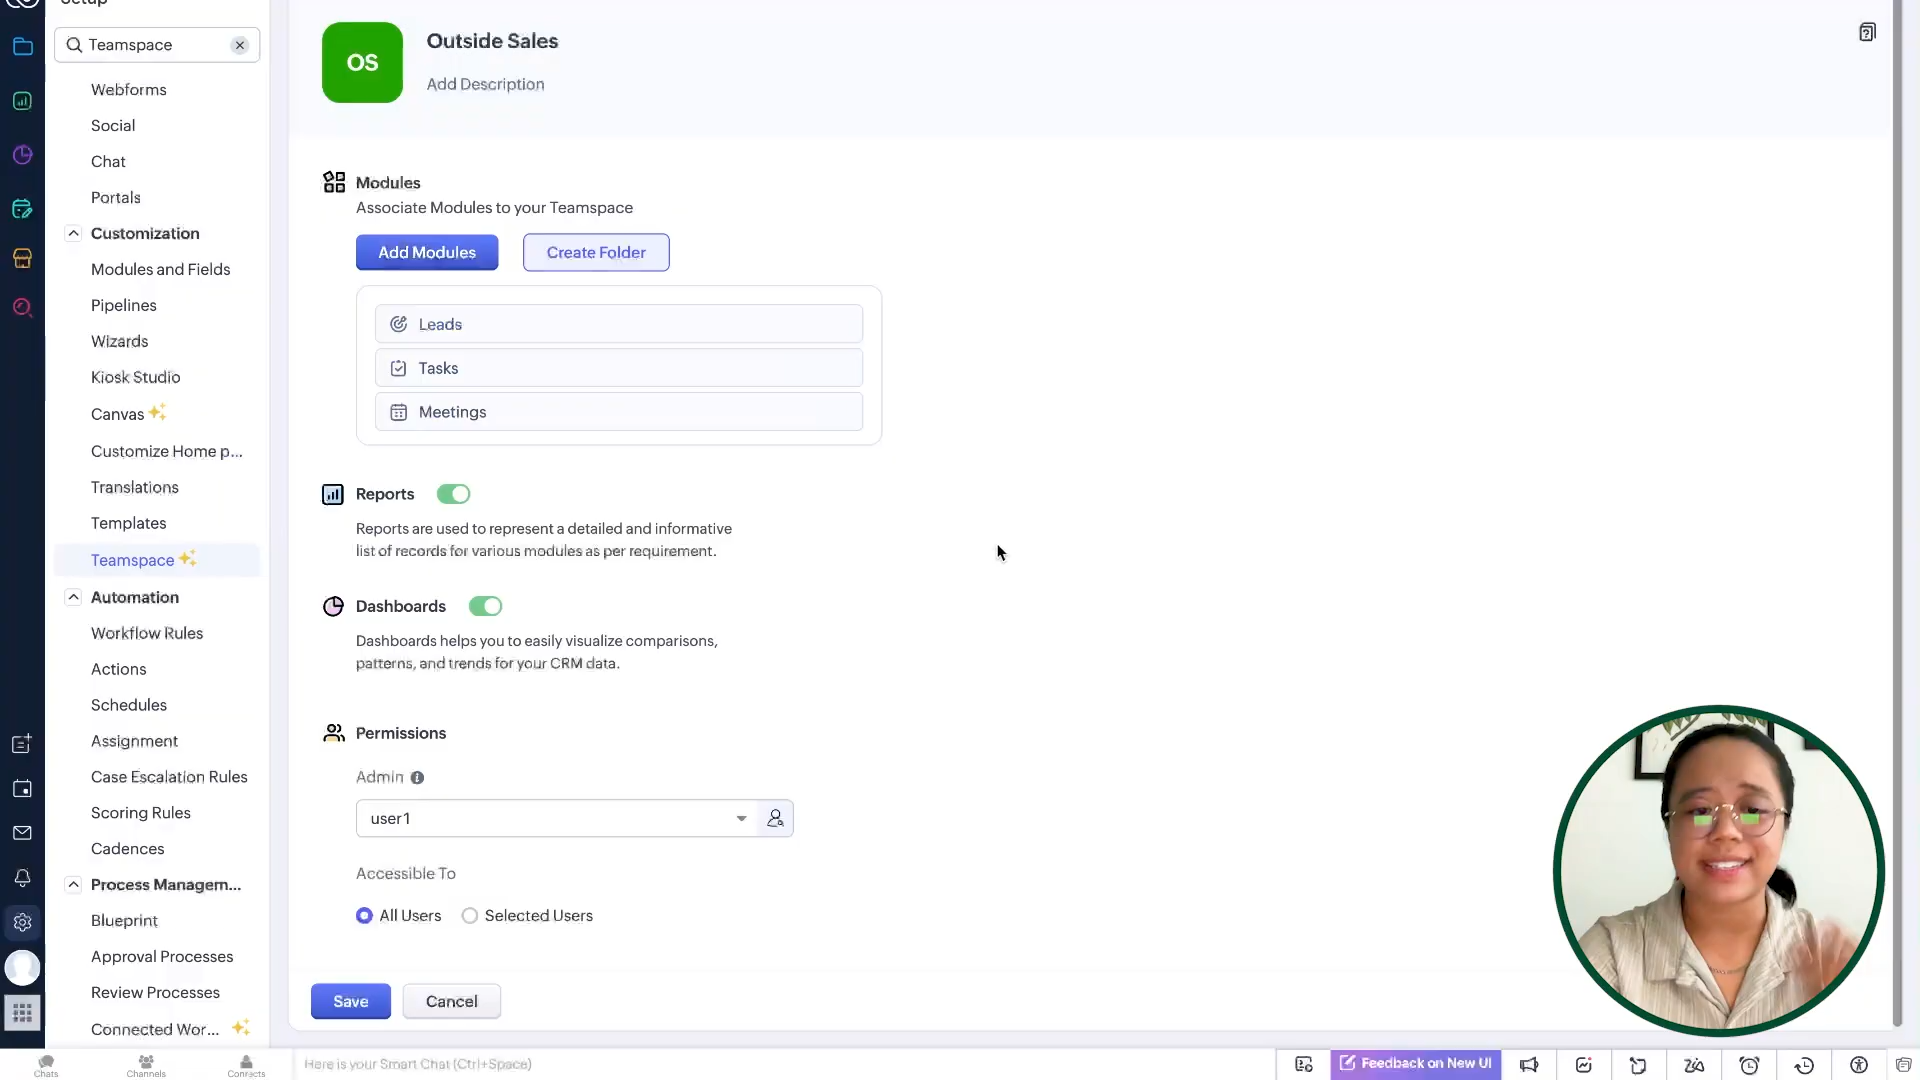 Setup
Teamspace
Webforms
Social
Chat
Portals
Customization
Modules and Fields
Pipelines
Wizards
Kiosk Studio
Canvas
Customize Home p...
Translations
Templates
Teamspace
Automation
Workflow Rules
Actions
Schedules
Assignment
Case Escalation Rules
Scoring Rules
Cadences
Process Managem...
Blueprint
Approval Processes
Review Processes
Connected Wor...
OS
Outside Sales
Add Description
Modules
Associate Modules to your Teamspace
Add Modules
Create Folder
Leads
Tasks
Meetings
Reports
Reports are used to represent a detailed and informative
list of records for various modules as per requirement.
Dashboards
Dashboards helps you to easily visualize comparisons,
patterns, and trends for your CRM data.
Permissions
Admin
user1
Accessible To
All Users
Selected Users
Save
Cancel
Chats
Channels
Contacts
Here is your Smart Chat (Ctrl+Space)
Feedback on New UI